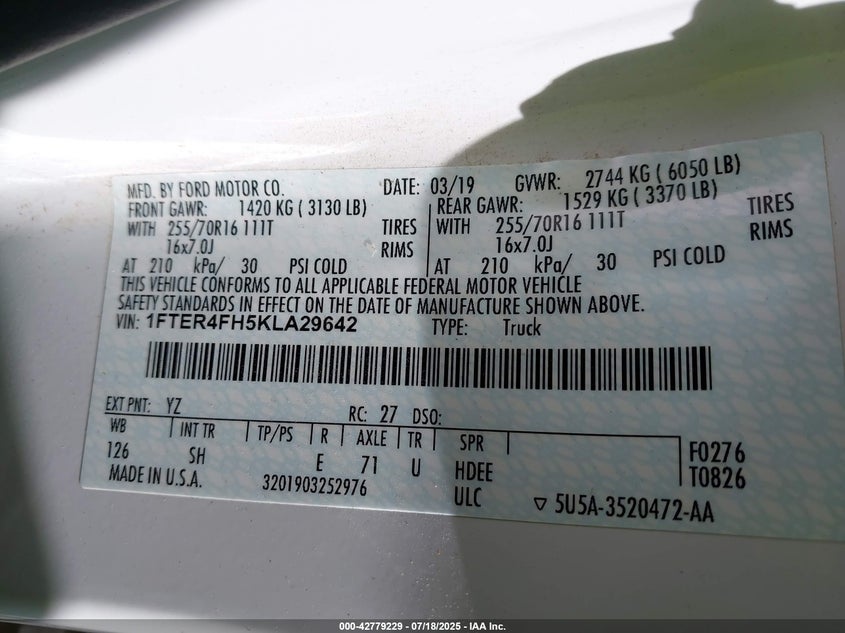 MFD. BY FORD MOTOR CO. DATE: 03/19 GVWR: 2744 KG ( 6050 LB)
FRONT GAWR: 1420 KG ( 3130 LB) REAR GAWR: 1529 KG ( 3370 LB)
WITH 255/70R16 111T TIRES WITH 255/70R16 111T TIRES
16x7.0J RIMS 16x7.0J RIMS
AT 210 kPa/ 30 PSI COLD AT 210 kPa/ 30 PSI COLD
THIS VEHICLE CONFORMS TO ALL APPLICABLE FEDERAL MOTOR VEHICLE
SAFETY STANDARDS IN EFFECT ON THE DATE OF MANUFACTURE SHOWN ABOVE.
VIN: 1FTER4FH5KLA29642 TYPE: Truck
EXT PNT: YZ RC: 27 DSO:
WB INT TR TP/PS R AXLE TR SPR
126 SH E 71 U HDEE F0276
T0826
MADE IN U.S.A. 3201903252976 ULC ▽ 5U5A-3520472-AA
000-42779229 - 07/18/2025 - IAA Inc.